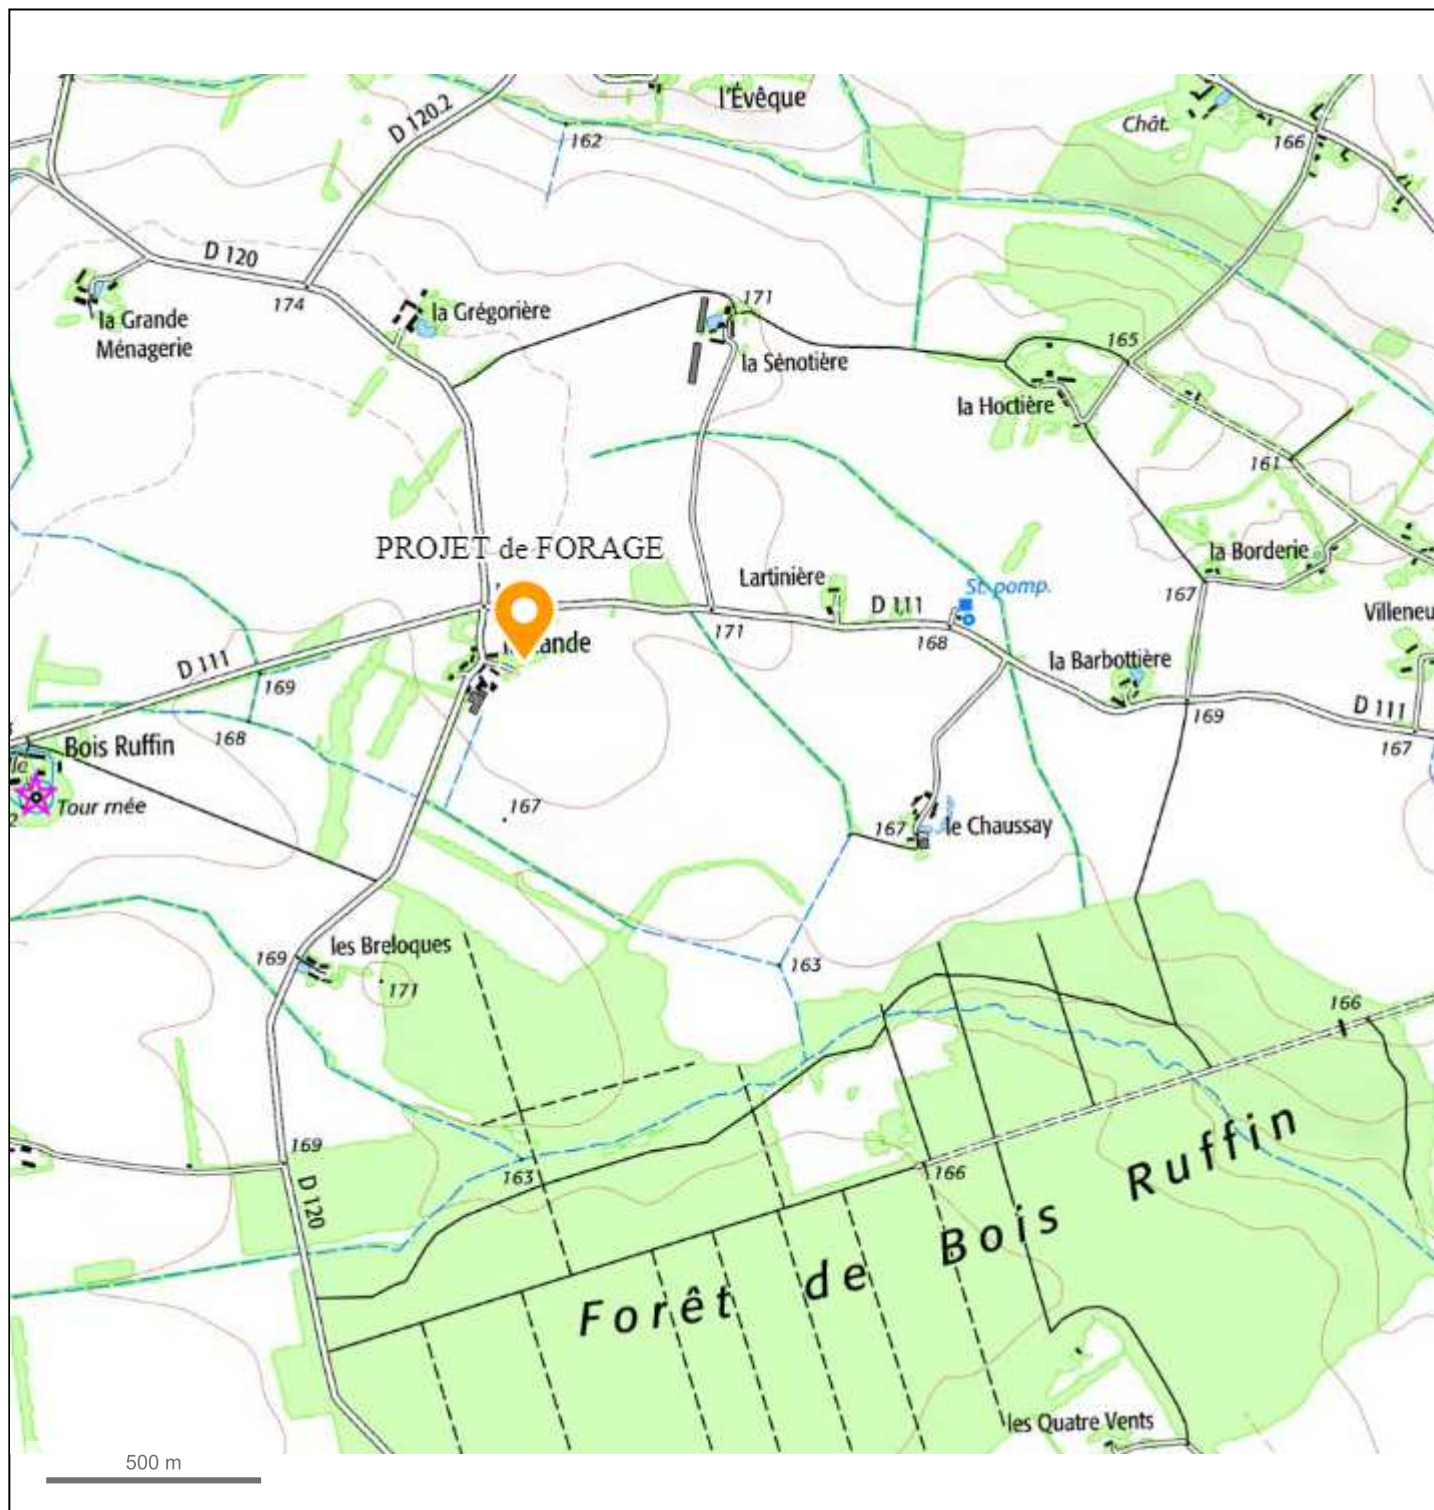 l'Évêque
Chât.
D 120.2
162
166
D 120
174
la Grande
Ménagerie
la Grégorière
171
la Sénotière
165
la Hoctière
161
PROJET de FORAGE
la Borderie
Lartinière
St. pomp.
D 111
167
Villeneu
171
168
D 111
169
la Barbottière
169
D 111
167
168
Bois Ruffin
Tour rnée
167
167
le Chaussay
les Breloques
169
171
163
166
169
163
166
D 120
Forêt de Bois Ruffin
les Quatre Vents
500 m